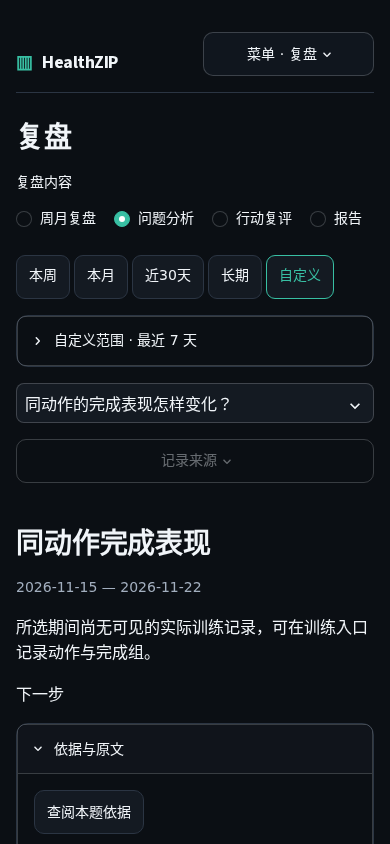 HealthZIP
菜单 · 复盘
复盘
复盘内容
周月复盘 问题分析 行动复评 报告
本周 本月 近30天 长期 自定义
自定义范围 · 最近 7 天
同动作的完成表现怎样变化？
记录来源
同动作完成表现
2026-11-15 — 2026-11-22
所选期间尚无可见的实际训练记录，可在训练入口
记录动作与完成组。
下一步
依据与原文
查阅本题依据